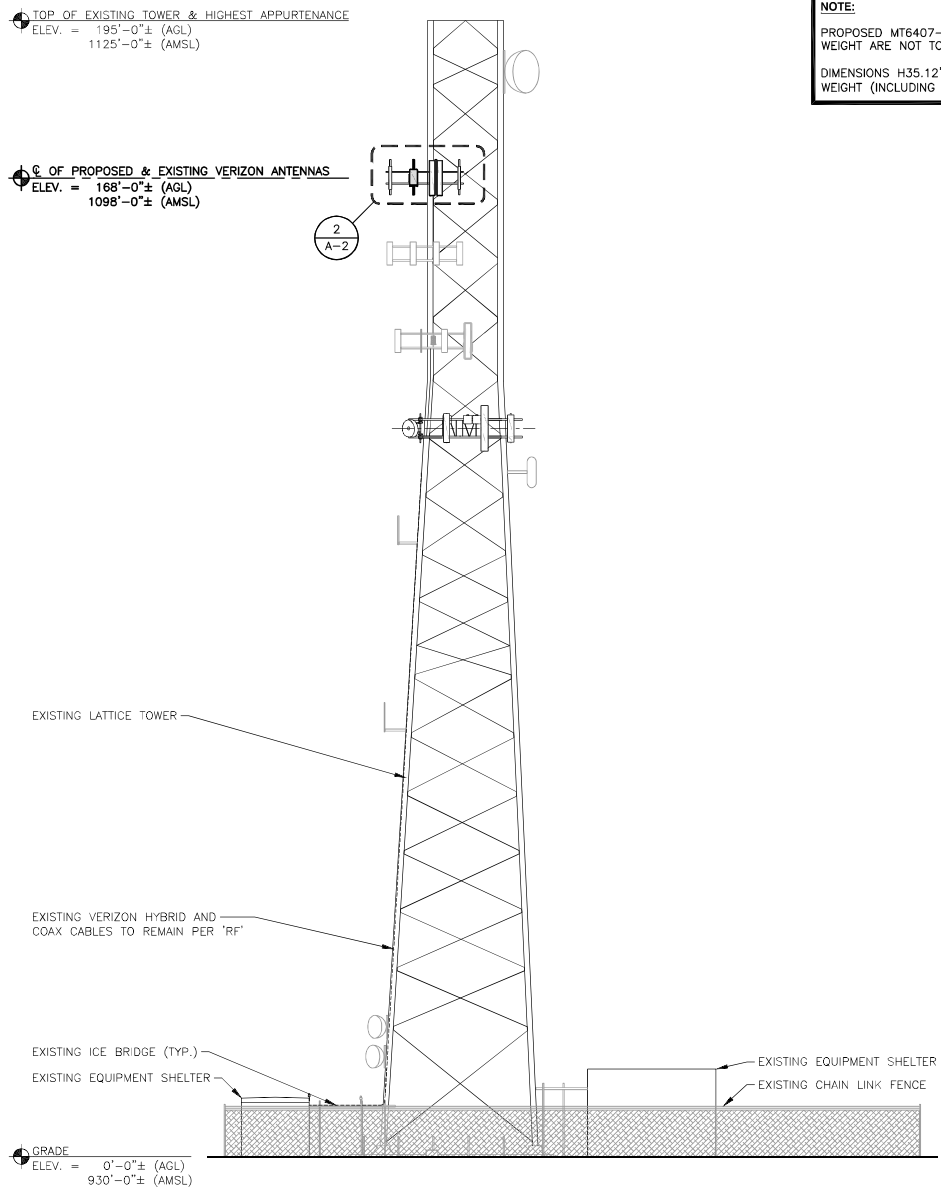 TOP OF EXISTING TOWER & HIGHEST APPURTENANCE
ELEV. = 195'-0"± (AGL)
1125'-0"± (AMSL)
NOTE:
PROPOSED MT6407-
WEIGHT ARE NOT TO
DIMENSIONS H35.12"
WEIGHT (INCLUDING
℄ OF PROPOSED & EXISTING VERIZON ANTENNAS
ELEV. = 168'-0"± (AGL)
1098'-0"± (AMSL)
2
A-2
EXISTING LATTICE TOWER
EXISTING VERIZON HYBRID AND
COAX CABLES TO REMAIN PER 'RF'
EXISTING ICE BRIDGE (TYP.)
EXISTING EQUIPMENT SHELTER
EXISTING EQUIPMENT SHELTER
EXISTING CHAIN LINK FENCE
GRADE
ELEV. = 0'-0"± (AGL)
930'-0"± (AMSL)